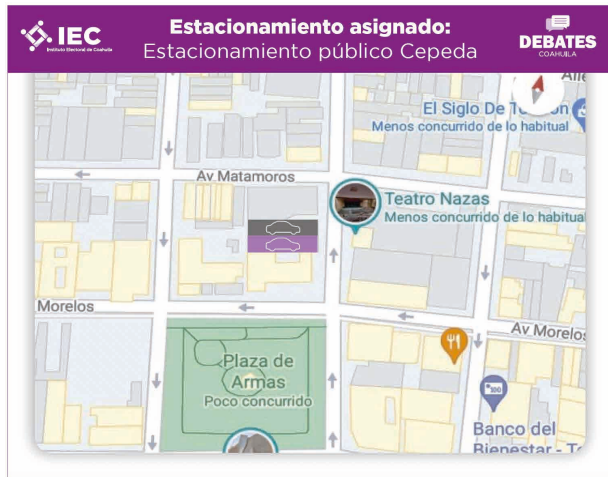 IEC
Instituto Electoral de Coahuila
Estacionamiento asignado:
Estacionamiento público Cepeda
DEBATES
COAHUILA
El Siglo De
Menos concurrido de lo habitual
Av Matamoros
Teatro Nazas
Menos concurrido de lo habitual
Morelos
Av Morelos
Plaza de
Armas
Poco concurrido
Banco del
Bienestar - T